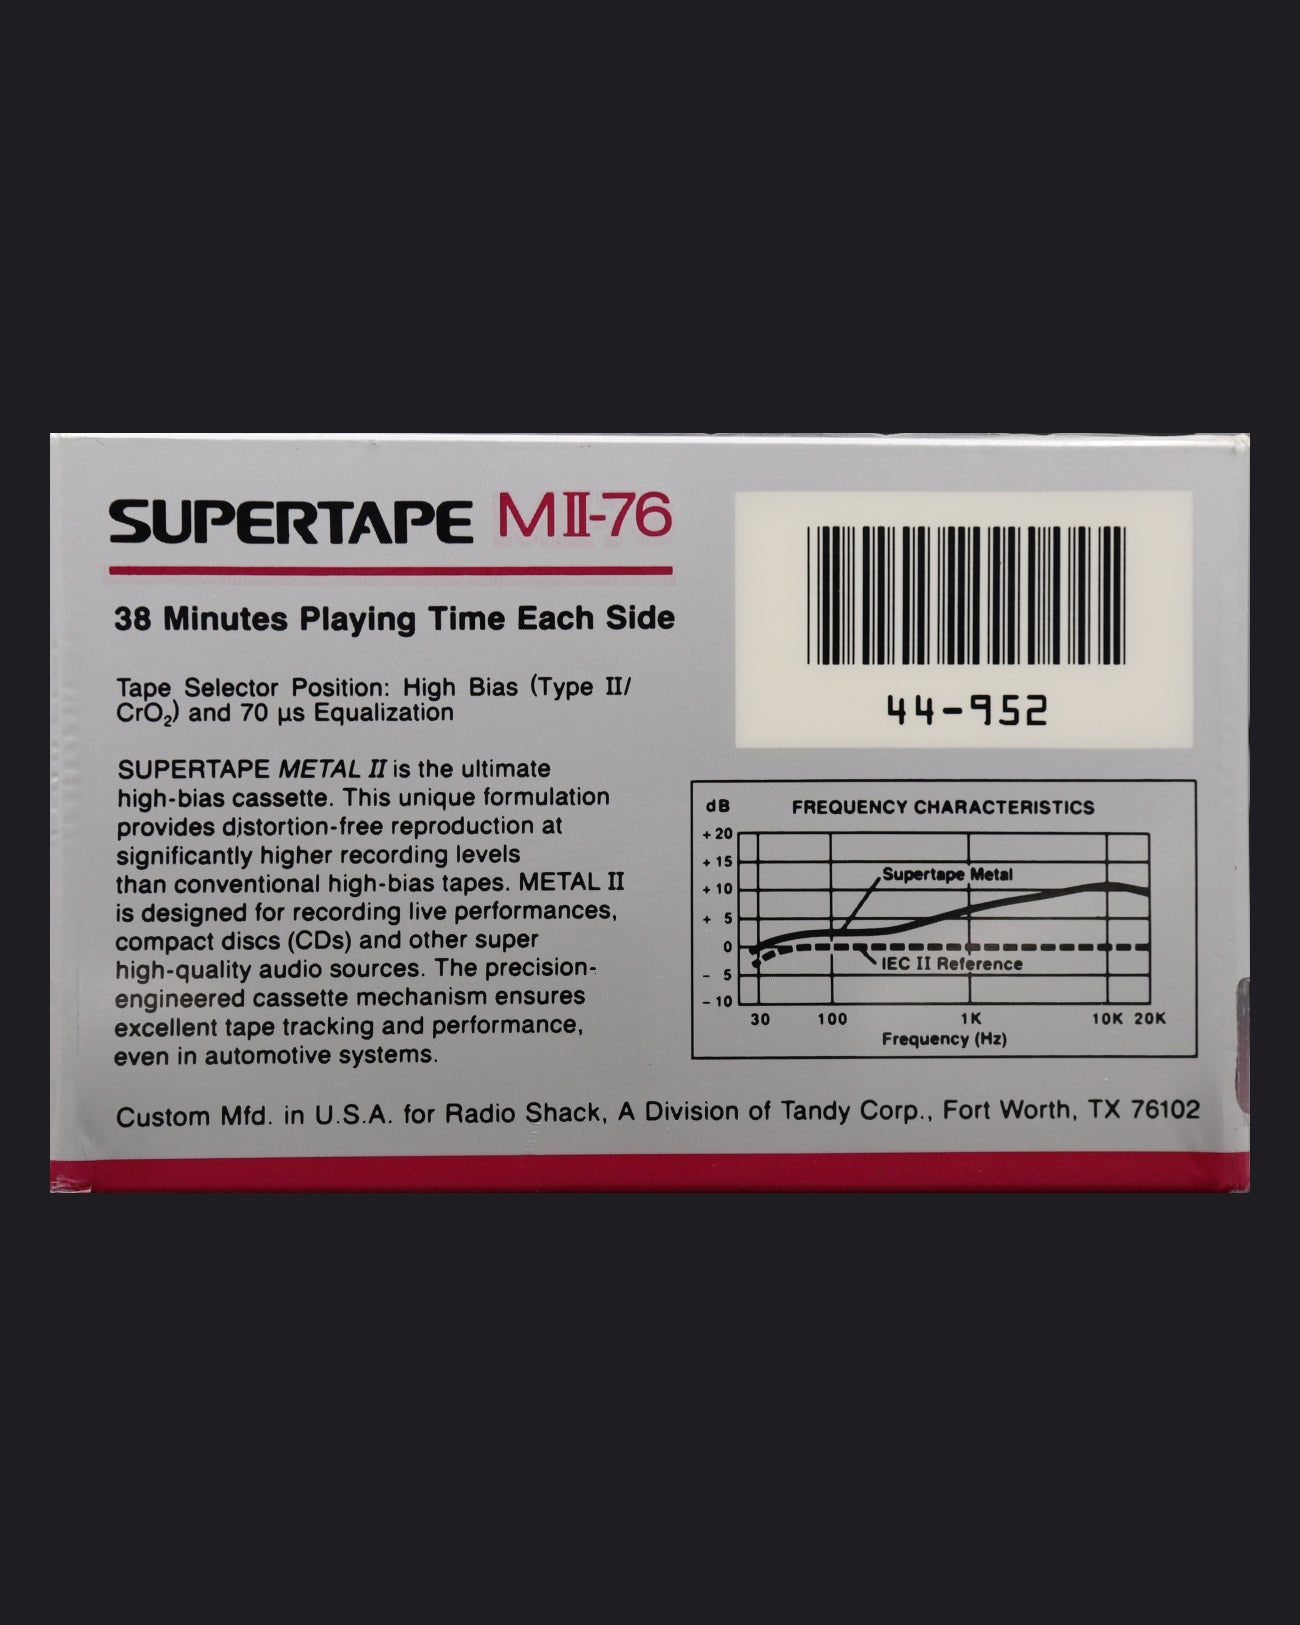 SUPERTAPE MII-76
38 Minutes Playing Time Each Side
Tape Selector Position: High Bias (Type II/
CrO₂) and 70 µs Equalization
SUPERTAPE METAL II is the ultimate
high-bias cassette. This unique formulation
provides distortion-free reproduction at
significantly higher recording levels
than conventional high-bias tapes. METAL II
is designed for recording live performances,
compact discs (CDs) and other super
high-quality audio sources. The precision-
engineered cassette mechanism ensures
excellent tape tracking and performance,
even in automotive systems.
44-952
dB FREQUENCY CHARACTERISTICS
+20
+15
+10
+ 5
0
- 5
-10
Supertape Metal
IEC II Reference
30 100 1K 10K 20K
Frequency (Hz)
Custom Mfd. in U.S.A. for Radio Shack, A Division of Tandy Corp., Fort Worth, TX 76102